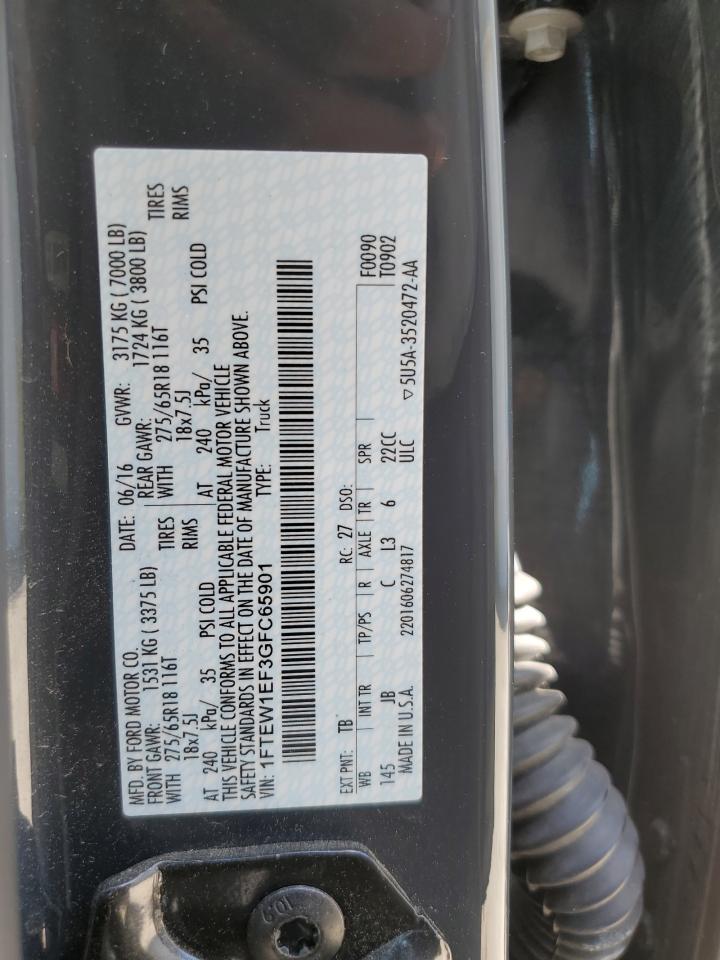 MFD. BY FORD MOTOR CO. DATE: 06/16 GVWR: 3175 KG ( 7000 LB)
FRONT GAWR: 1531 KG ( 3375 LB) REAR GAWR: 1724 KG ( 3800 LB)
WITH 275/65R18 116T TIRES WITH 275/65R18 116T TIRES
18x7.5J RIMS 18x7.5J RIMS
AT 240 kPa/ 35 PSI COLD AT 240 kPa/ 35 PSI COLD
THIS VEHICLE CONFORMS TO ALL APPLICABLE FEDERAL MOTOR VEHICLE
SAFETY STANDARDS IN EFFECT ON THE DATE OF MANUFACTURE SHOWN ABOVE.
VIN: 1FTEW1EF3GFC65901 TYPE: Truck
EXT PNT: TB RC: 27 DSO: F0090
WB INT TR TP/PS R AXLE TR SPR T0902
145 JB C L3 6 22CC
MADE IN U.S.A. 2201606274817 ULC ▽5U5A-3520472-AA
10.9